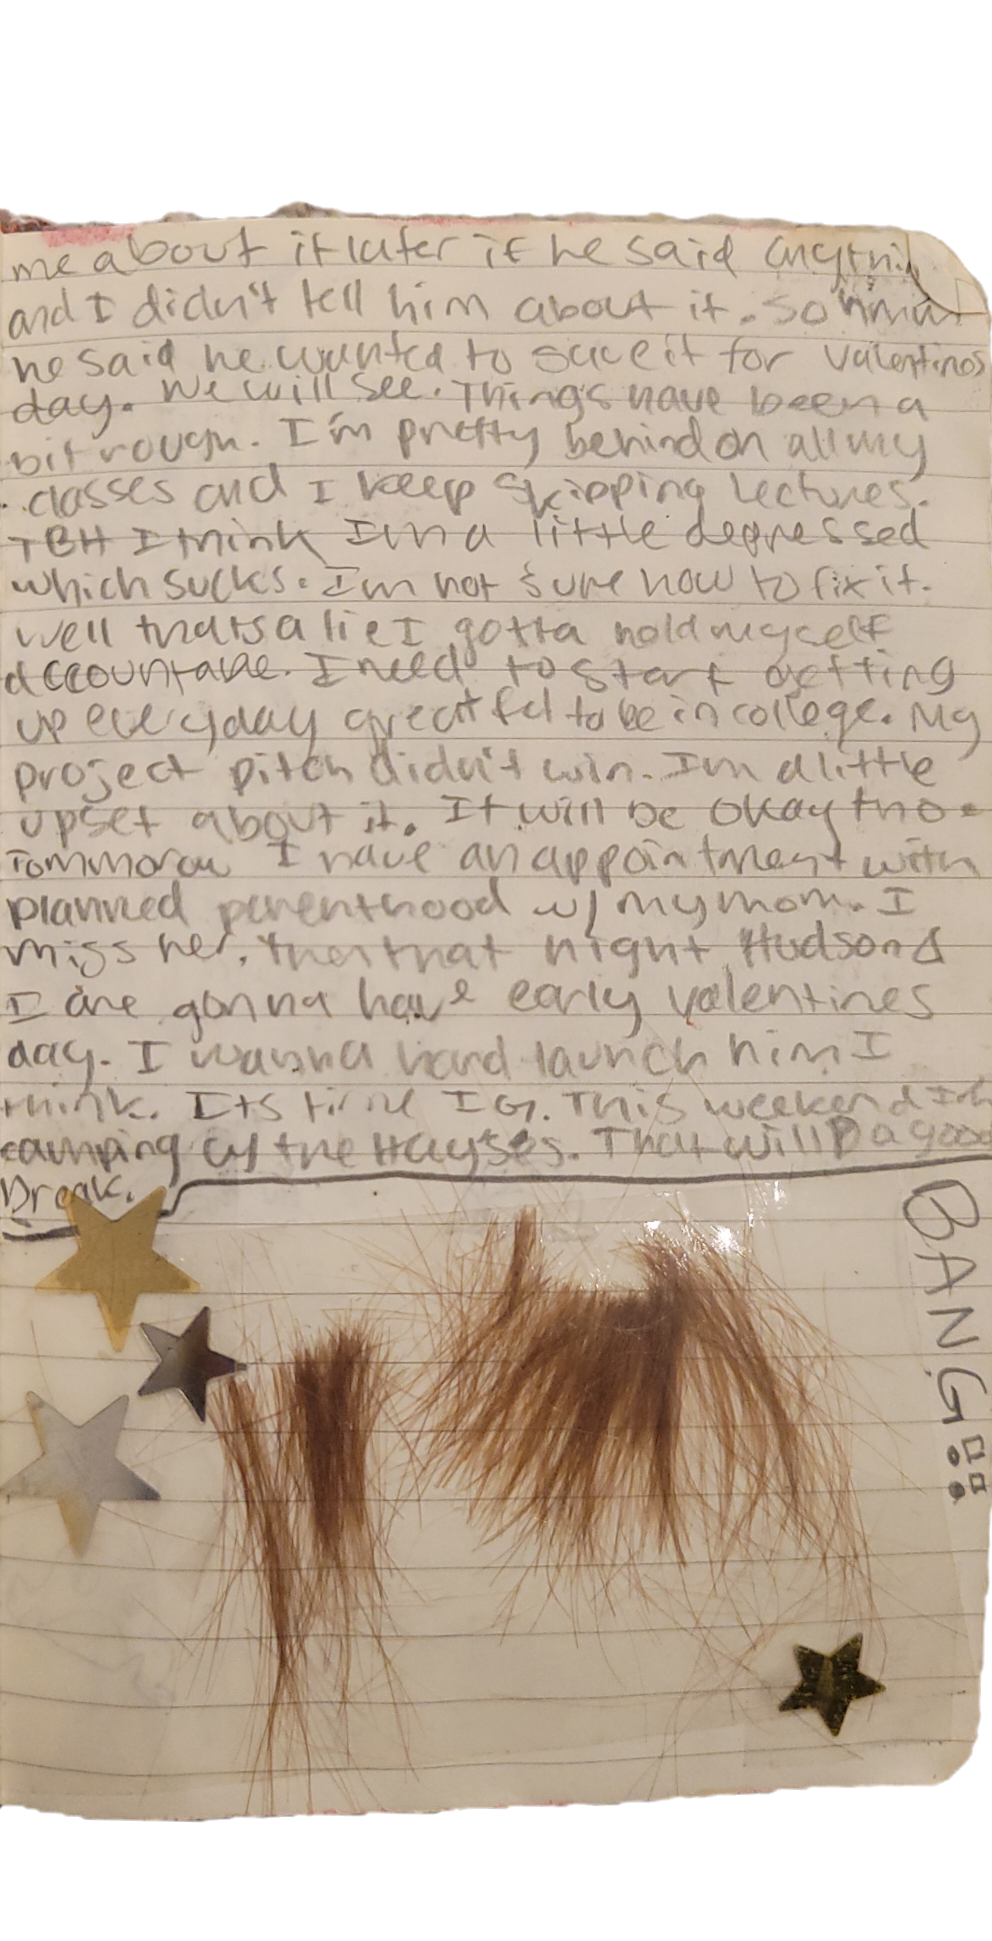 me about it later if he said
and I didn't tell him about it. so
he said he wanted to save it for valentines
day. we will see. Things have been a
bit rough. I'm pretty behind on all my
classes and I keep skipping lectures.
TBH I think Im a little depressed
which sucks. Im not sure how to fix it.
well thats a lie I gotta hold myself
accountable. I need to start getting
up everyday greatful to be in college. My
project pitch didn't win. Im a little
upset about it. It will be okay tho.
Tommorow I have an appointment with
planned parenthood w/ my mom. I
miss her. then that night Hudson &
I are gonna have early valentines
day. I wanna hard launch him I
think. Its time IG. This weekend Im
camping w/ the Hayses. That will B a good
break.
BANG::